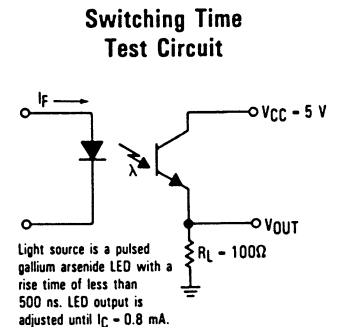 Switching Time
Test Circuit
IF
VCC = 5 V
λ
VOUT
RL = 100Ω
Light source is a pulsed
gallium arsenide LED with a
rise time of less than
500 ns. LED output is
adjusted until IC = 0.8 mA.